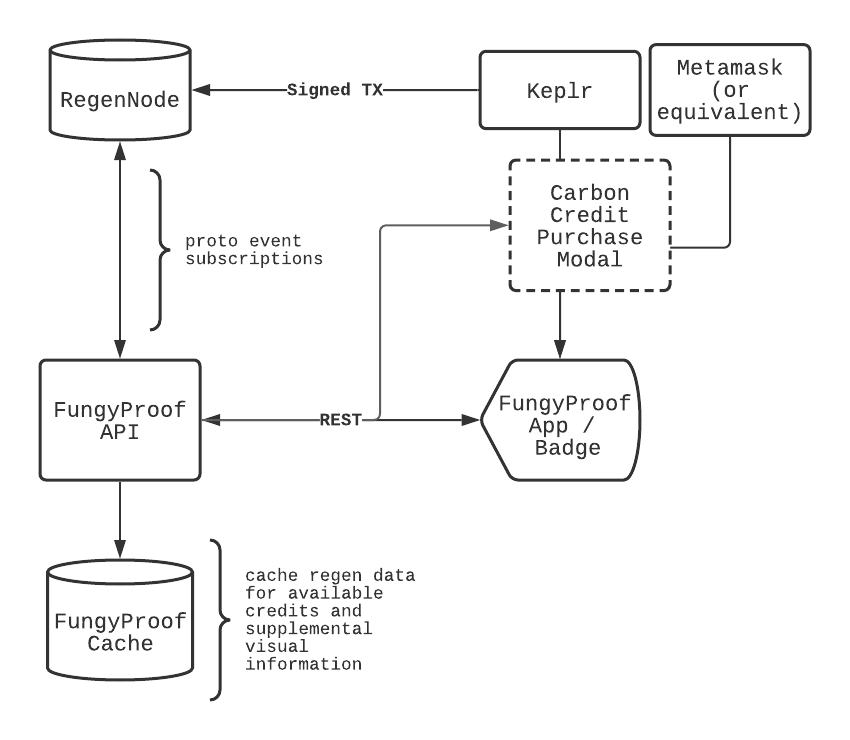 RegenNode
Signed TX
Keplr
Metamask
(or
equivalent)
Carbon
Credit
Purchase
Modal
proto event
subscriptions
FungyProof
API
REST
FungyProof
App /
Badge
FungyProof
Cache
cache regen data
for available
credits and
supplemental
visual
information